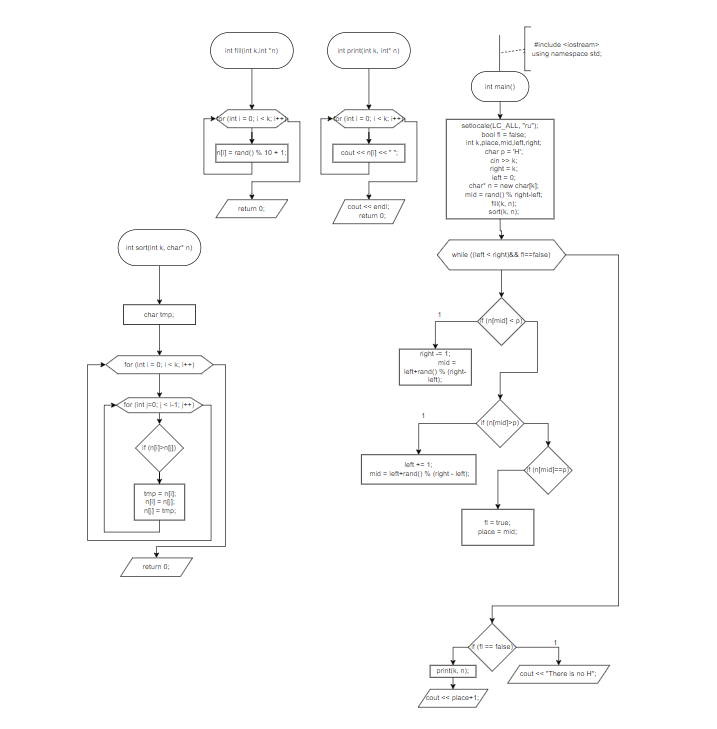 int fill(int k,int *n)
for (int i = 0; i < k; i++)
n[i] = rand() % 10 + 1;
return 0;
int print(int k, int* n)
for (int i = 0; i < k; i++)
cout << n[i] << " ";
cout << endl;
return 0;
#include <iostream>
using namespace std;
int main()
setlocale(LC_ALL, "ru");
bool fl = false;
int k,place,mid,left,right;
char p = 'H';
cin >> k;
right = k;
left = 0;
char* n = new char[k];
mid = rand() % right-left;
fill(k, n);
sort(k, n);
while ((left < right)&& fl==false)
if (n[mid] < p)
1
right -= 1;
mid =
left+rand() % (right-
left);
if (n[mid]>p)
1
left += 1;
mid = left+rand() % (right - left);
if (n[mid]==p)
fl = true;
place = mid;
if (fl == false)
1
print(k, n);
cout << place+1;
cout << "There is no H";
int sort(int k, char* n)
char tmp;
for (int i = 0; i < k; i++)
for (int j=0; j < i-1; j++)
if (n[i]>n[j])
tmp = n[i];
n[i] = n[j];
n[j] = tmp;
return 0;